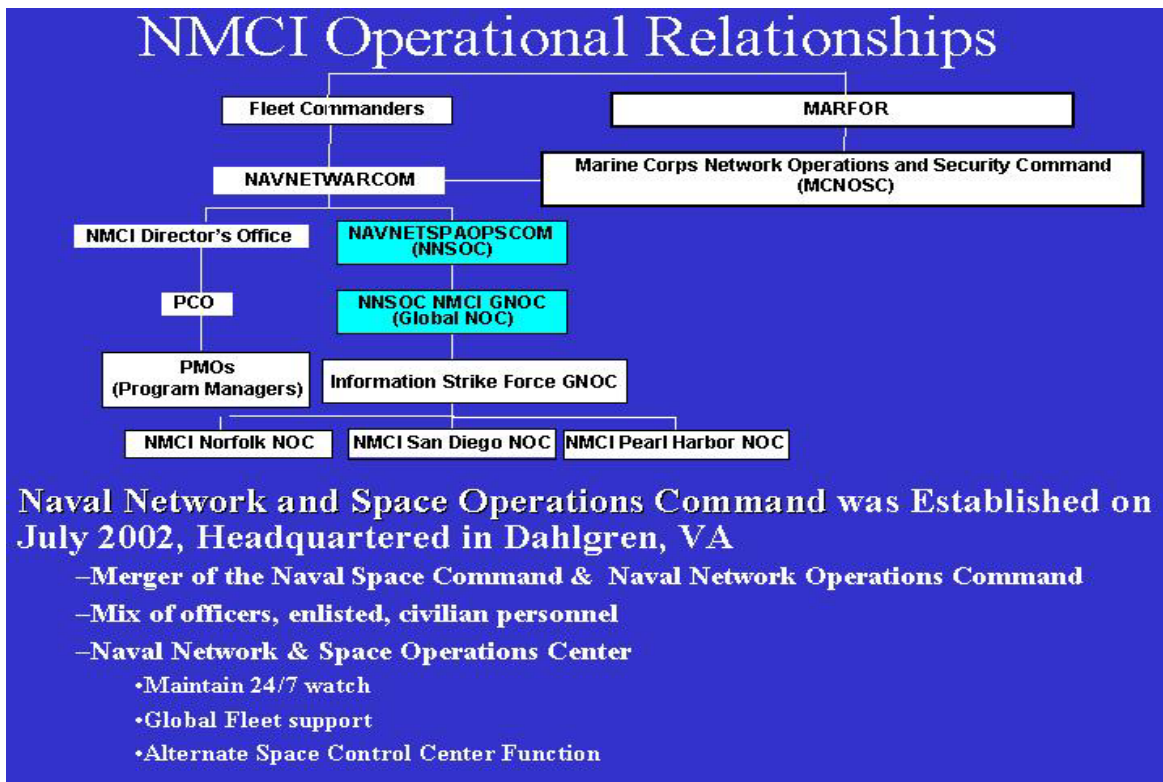 NMCI Operational Relationships
Fleet Commanders
MARFOR
NAVNETWARCOM
Marine Corps Network Operations and Security Command
(MCNOSC)
NMCI Director's Office
NAVNETSPAOPSCOM
(NNSOC)
PCO
NNSOC NMCI GNOC
(Global NOC)
PMOs
(Program Managers)
Information Strike Force GNOC
NMCI Norfolk NOC
NMCI San Diego NOC
NMCI Pearl Harbor NOC
Naval Network and Space Operations Command was Established on
July 2002, Headquartered in Dahlgren, VA
–Merger of the Naval Space Command & Naval Network Operations Command
–Mix of officers, enlisted, civilian personnel
–Naval Network & Space Operations Center
•Maintain 24/7 watch
•Global Fleet support
•Alternate Space Control Center Function